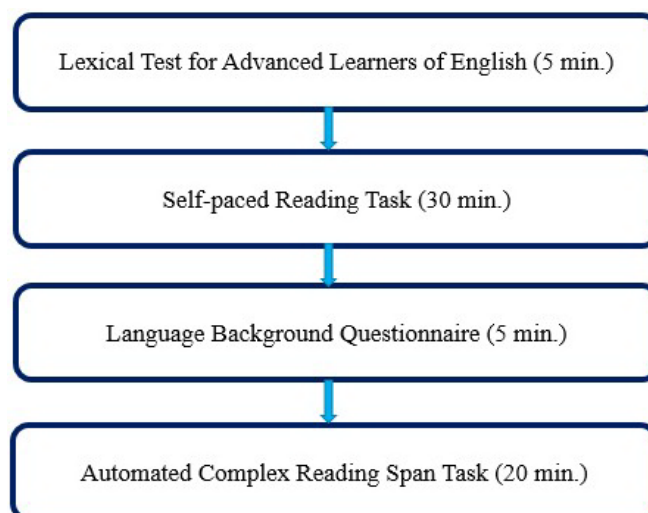 Lexical Test for Advanced Learners of English (5 min.)
Self-paced Reading Task (30 min.)
Language Background Questionnaire (5 min.)
Automated Complex Reading Span Task (20 min.)